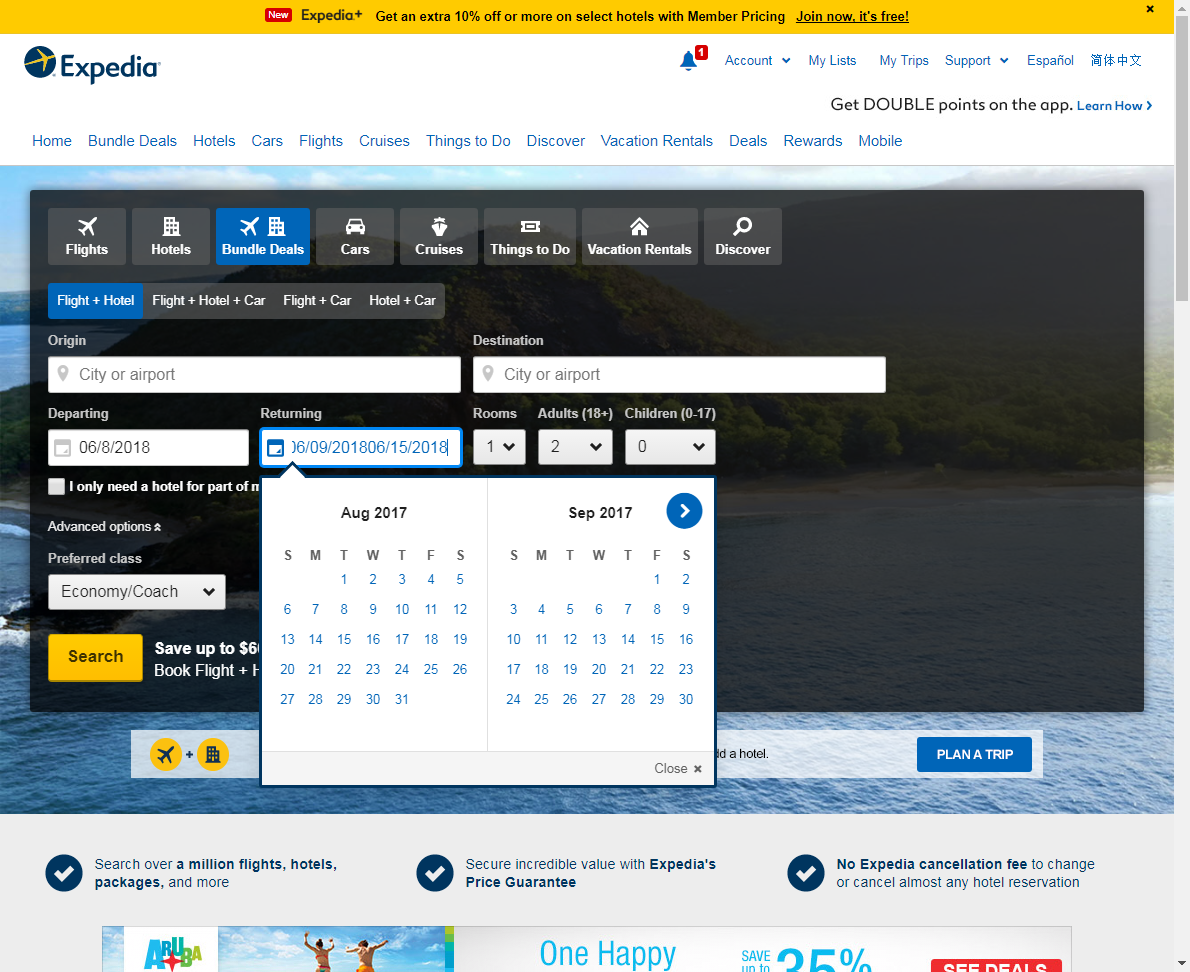 New Expedia+ Get an extra 10% off or more on select hotels with Member Pricing Join now, it's free!
Expedia
1
Account My Lists My Trips Support Español 简体中文
Get DOUBLE points on the app. Learn How
Home Bundle Deals Hotels Cars Flights Cruises Things to Do Discover Vacation Rentals Deals Rewards Mobile
Flights Hotels Bundle Deals Cars Cruises Things to Do Vacation Rentals Discover
Flight + Hotel Flight + Hotel + Car Flight + Car Hotel + Car
Origin Destination
City or airport City or airport
Departing Returning Rooms Adults (18+) Children (0-17)
06/8/2018 06/09/201806/15/2018 1 2 0
I only need a hotel for part of
Advanced options
Preferred class
Economy/Coach
Search
Save up to
Book Flight +
Aug 2017
S M T W T F S
1 2 3 4 5
6 7 8 9 10 11 12
13 14 15 16 17 18 19
20 21 22 23 24 25 26
27 28 29 30 31
Sep 2017
S M T W T F S
1 2
3 4 5 6 7 8 9
10 11 12 13 14 15 16
17 18 19 20 21 22 23
24 25 26 27 28 29 30
Close
+ a hotel. PLAN A TRIP
Search over a million flights, hotels,
packages, and more
Secure incredible value with Expedia's
Price Guarantee
No Expedia cancellation fee to change
or cancel almost any hotel reservation
ARUBA
One Happy
SAVE
up to
35%
SEE DEALS